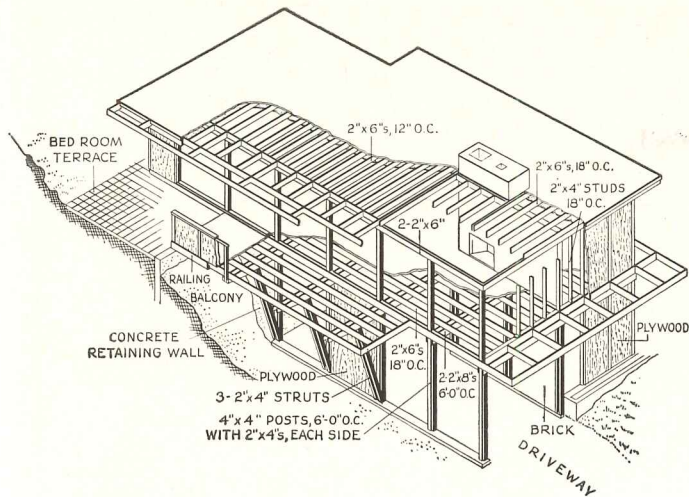 2"x 6"s, 12" O.C.
BED ROOM
TERRACE
2"x 6"s, 18" O.C.
2"x 4" STUDS
18" O.C.
2-2"x 6"
RAILING
BALCONY
CONCRETE
RETAINING WALL
PLYWOOD
PLYWOOD
2"x 6"s
18" O.C.
2-2"x8"s
6'-0" O.C
3-2"x 4" STRUTS
4"x 4" POSTS, 6'-0" O.C.
WITH 2"x4"s, EACH SIDE
BRICK
DRIVEWAY